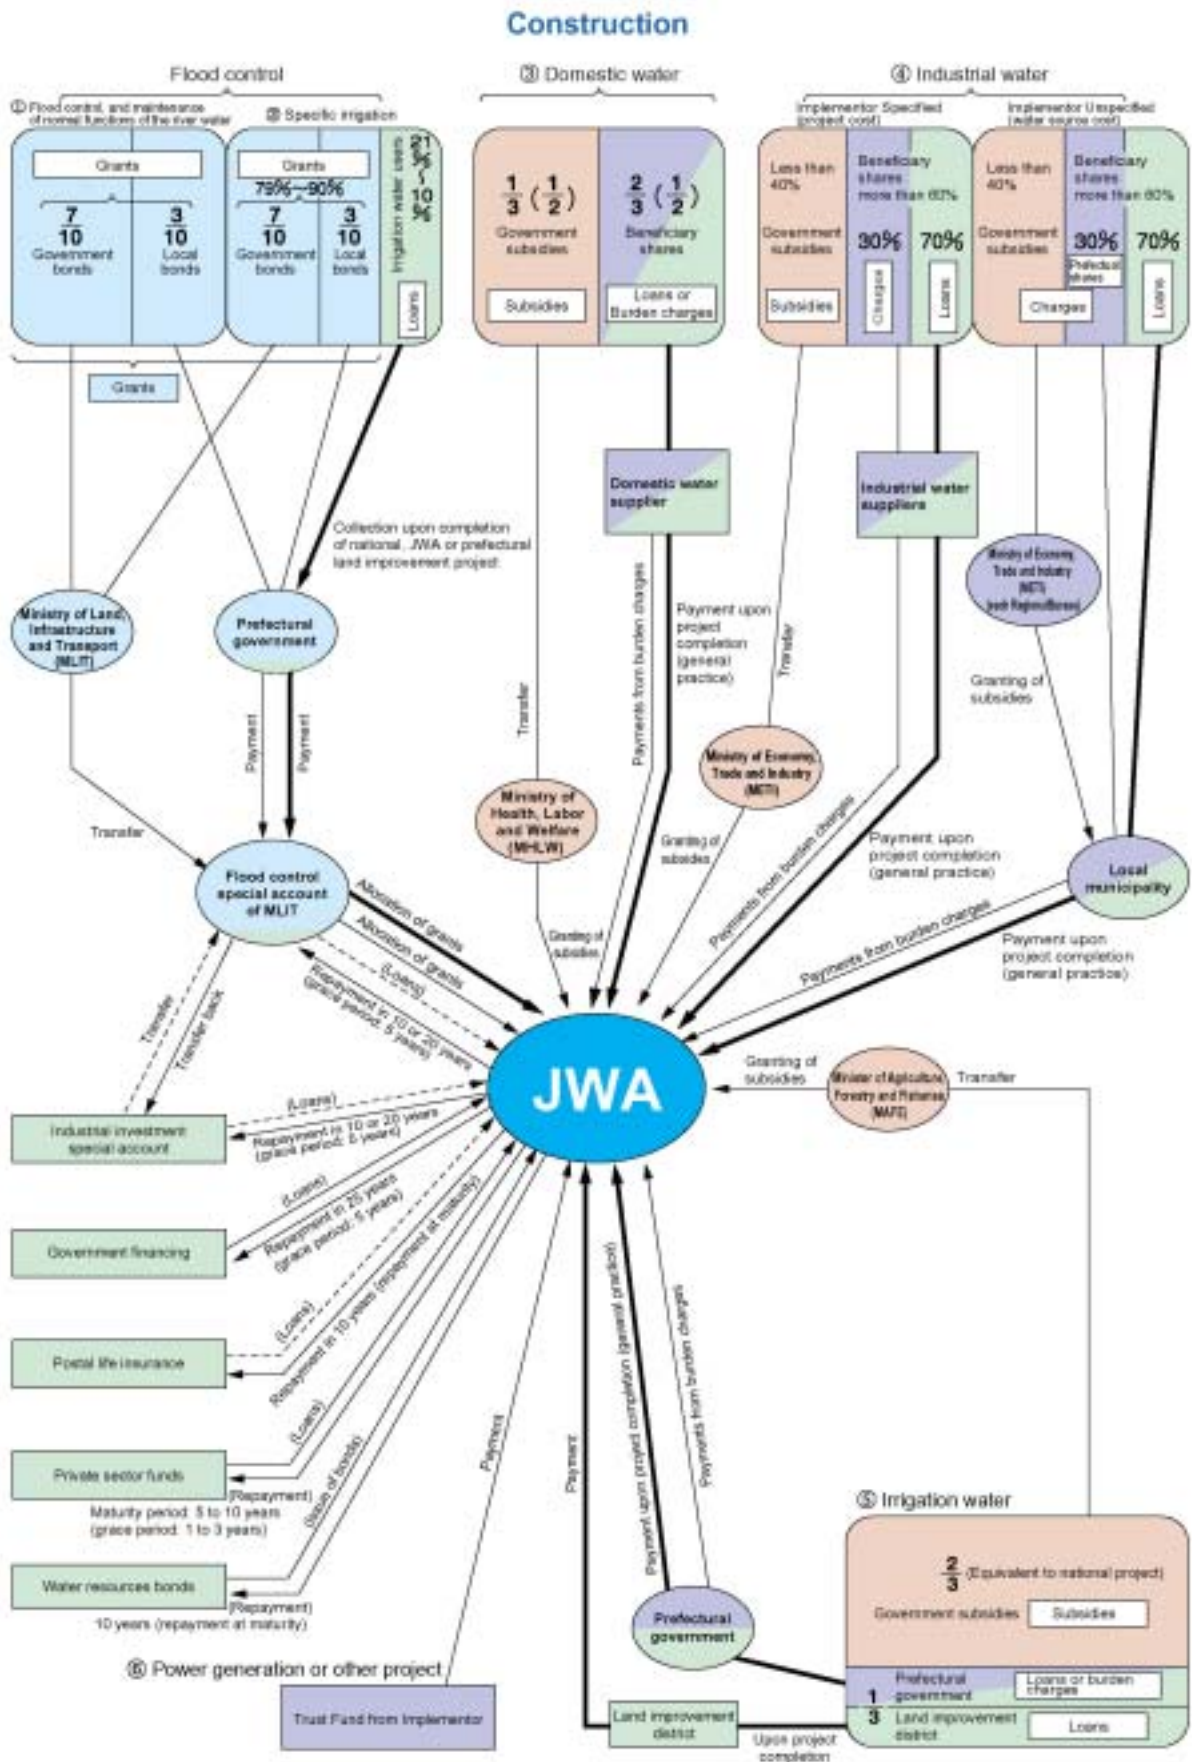 Construction
Flood control
③ Domestic water
④ Industrial water
① Flood control, and maintenance
of normal functions of the river water
② Specific irrigation
Implementor Specified
(project cost)
Implementor Unspecified
(water source cost)
Grants
7/10
Government
bonds
3/10
Local
bonds
Grants
79%~90%
7/10
Government
bonds
3/10
Local
bonds
Irrigation water users
21% ~ 10%
Loans
1/3 (1/2)
Government
subsidies
Subsidies
2/3 (1/2)
Beneficiary
shares
Loans or
Burden charges
Less than
40%
Government
subsidies
Subsidies
Beneficiary
shares
more than 60%
30%
Charges
70%
Loans
Less than
40%
Government
subsidies
Charges
Beneficiary
shares
more than 60%
30%
Prefectual
shares
70%
Loans
Grants
Domestic water
supplier
Industrial water
suppliers
Collection upon completion
of national, JWA or prefectural
land improvement project
Ministry of Land,
Infrastructure
and Transport
(MLIT)
Prefectural
government
Ministry of Economy,
Trade and Industry
(METI)
(each Regional Bureau)
Payment
Payment
Transfer
Payments from burden charges
Payment upon
project
completion
(general
practice)
Transfer
Granting of
subsidies
Ministry of Economy,
Trade and Industry
(METI)
Ministry of
Health, Labor
and Welfare
(MHLW)
Transfer
Flood control
special account
of MLIT
Granting of
subsidies
Granting of
subsidies
Payments from burden charges
Payment upon
project completion
(general practice)
Local
municipality
Payments from burden charges
Payment upon
project completion
(general practice)
Allocation of grants
Allocation of grants
(Loans)
Repayment in 10 or 20 years
(grace period: 5 years)
Transfer
Transfer back
JWA
Granting of
subsidies
Minister of Agriculture,
Forestry and Fisheries,
(MAFF)
Transfer
Industrial investment
special account
(Loans)
Repayment in 10 or 20 years
(grace period: 5 years)
Government financing
(Loans)
Repayment in 25 years
(grace period: 5 years)
Postal life insurance
(Loans)
Repayment in 10 years (repayment at maturity)
Private sector funds
(Loans)
(Repayment)
Maturity period: 5 to 10 years
(grace period: 1 to 3 years)
Water resources bonds
(Issue of bonds)
(Repayment)
10 years (repayment at maturity)
Payment
Payment
Payment upon project completion (general practice)
Payments from burden charges
⑤ Irrigation water
2/3 (Equivalent to national project)
Government subsidies
Subsidies
Prefectural
government
⑥ Power generation or other project
Trust Fund from Implementor
1/3
Prefectural
government
Loans or burden
charges
Land improvement
district
Loans
Land improvement
district
Upon project
completion